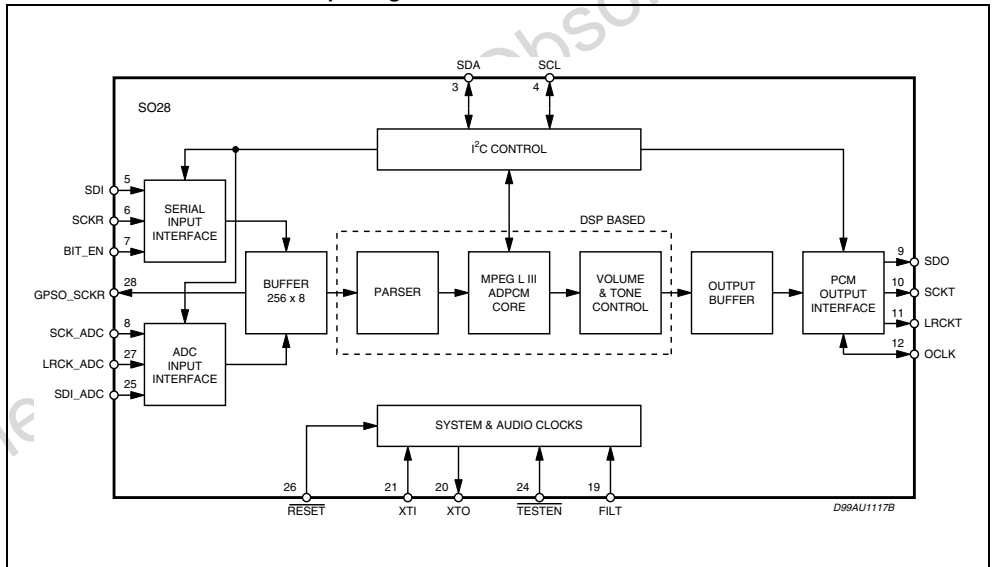 SDA SCL
3 4
SO28
I²C CONTROL
SDI 5
SCKR 6
BIT_EN 7
SERIAL
INPUT
INTERFACE
DSP BASED
GPSO_SCKR 28
BUFFER
256 x 8
PARSER
MPEG L III
ADPCM
CORE
VOLUME
& TONE
CONTROL
OUTPUT
BUFFER
PCM
OUTPUT
INTERFACE
9 SDO
10 SCKT
11 LRCKT
12 OCLK
SCK_ADC 8
LRCK_ADC 27
SDI_ADC 25
ADC
INPUT
INTERFACE
SYSTEM & AUDIO CLOCKS
26 21 20 24 19
RESET XTI XTO TESTEN FILT
D99AU1117B